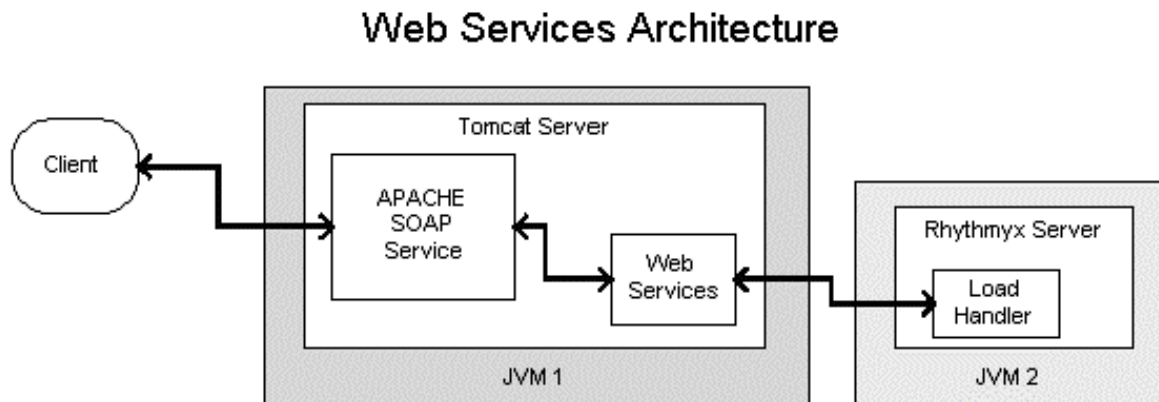 Web Services Architecture
Client
Tomcat Server
APACHE
SOAP
Service
Web
Services
JVM 1
Rhythmyx Server
Load
Handler
JVM 2